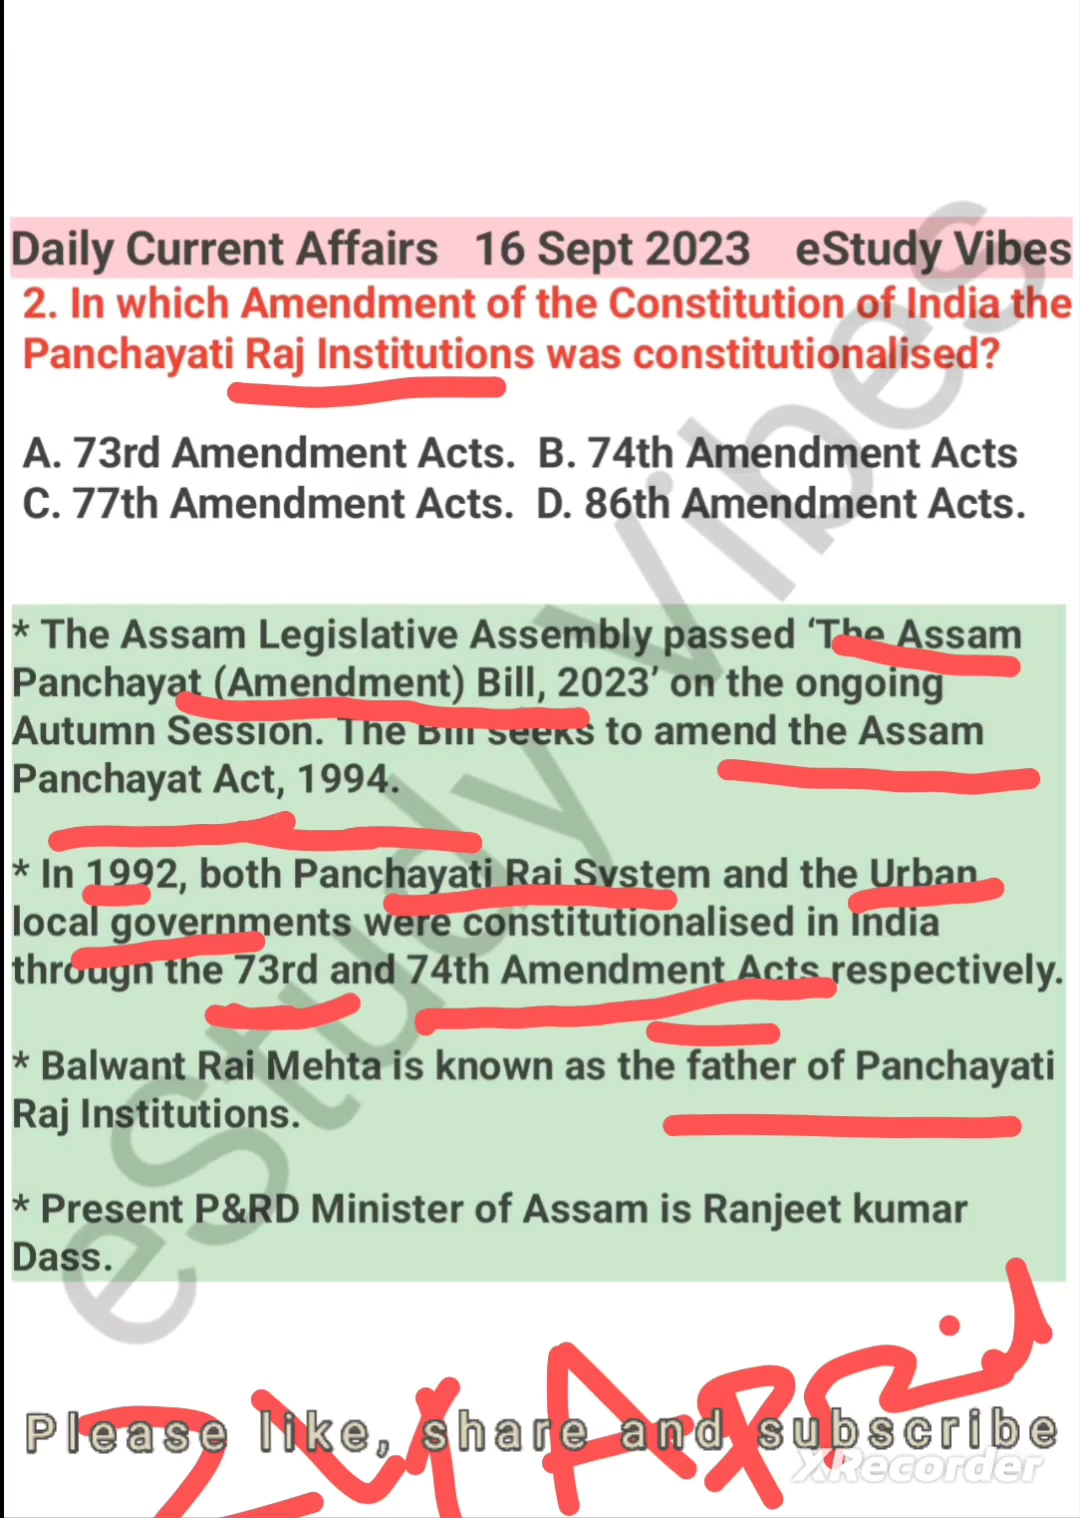 Daily Current Affairs 16 Sept 2023 eStudy Vibes
2. In which Amendment of the Constitution of India the
Panchayati Raj Institutions was constitutionalised?
A. 73rd Amendment Acts. B. 74th Amendment Acts
C. 77th Amendment Acts. D. 86th Amendment Acts.
* The Assam Legislative Assembly passed ‘The Assam
Panchayat (Amendment) Bill, 2023’ on the ongoing
Autumn Session. The Bill seeks to amend the Assam
Panchayat Act, 1994.
* In 1992, both Panchayati Raj System and the Urban
local governments were constitutionalised in India
through the 73rd and 74th Amendment Acts respectively.
* Balwant Rai Mehta is known as the father of Panchayati
Raj Institutions.
* Present P&RD Minister of Assam is Ranjeet kumar
Dass.
eStudy Vibes
24 April
Please like, share and subscribe
XRecorder